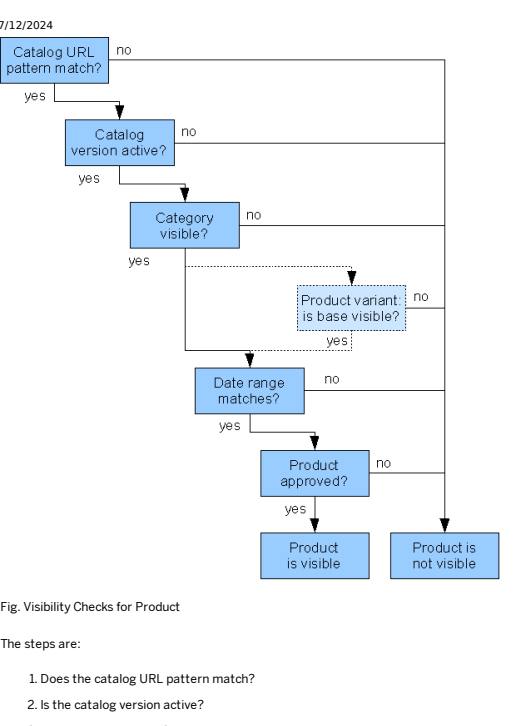 7/12/2024
Catalog URL
pattern match?
no
yes
Catalog
version active?
no
yes
Category
visible?
no
yes
Product variant:
is base visible?
no
yes
Date range
matches?
no
yes
Product
approved?
no
yes
Product
is visible
Product is
not visible
Fig. Visibility Checks for Product
The steps are:
1. Does the catalog URL pattern match?
2. Is the catalog version active?